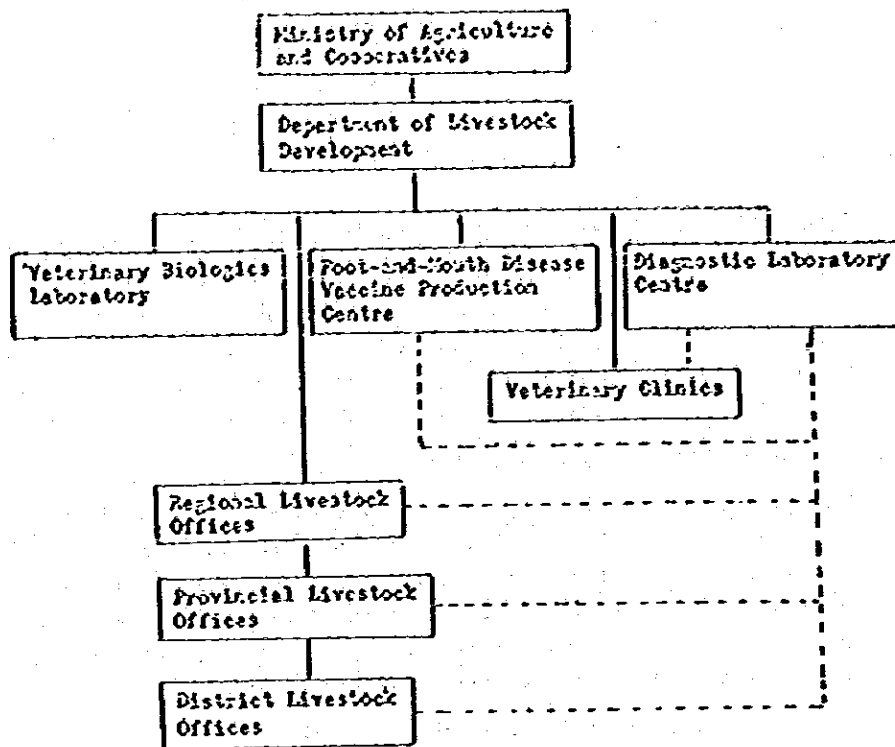 Ministry of Agriculture
and Cooperatives
Department of Livestock
Development
Veterinary Biologics
Laboratory
Foot-and-Mouth Disease
Vaccine Production
Centre
Diagnostic Laboratory
Centre
Veterinary Clinics
Regional Livestock
Offices
Provincial Livestock
Offices
District Livestock
Offices